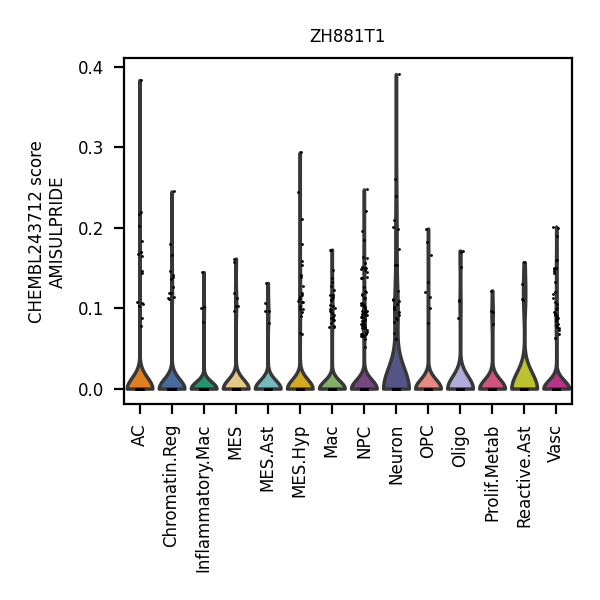 ZH881T1
CHEMBL243712 score
AMISULPRIDE
0.4
0.3
0.2
0.1
0.0
AC
Chromatin.Reg
Inflammatory.Mac
MES
MES.Ast
MES.Hyp
Mac
NPC
Neuron
OPC
Oligo
Prolif.Metab
Reactive.Ast
Vasc